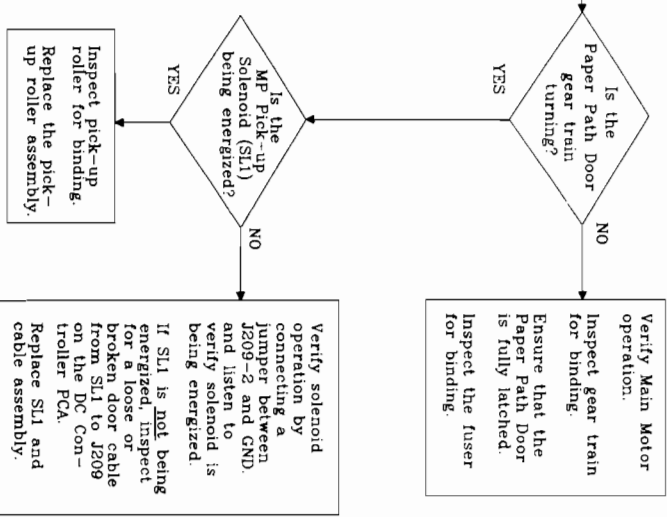 Is the
Paper Path Door
gear train
turning?
YES
NO
Verify Main Motor
operation.
Inspect gear train
for binding.
Ensure that the
Paper Path Door
is fully latched.
Inspect the fuser
for binding.
Is the
MP Pick-up
Solenoid (SL1)
being energized?
YES
NO
Inspect pick-up
roller for binding.
Replace the pick-
up roller assembly.
Verify solenoid
operation by
connecting a
jumper between
J209-2 and GND.
and listen to
verify solenoid is
being energized.
If SL1 is not being
energized, inspect
for a loose or
broken door cable
from SL1 to J209
on the DC Con-
troller PCA.
Replace SL1 and
cable assembly.